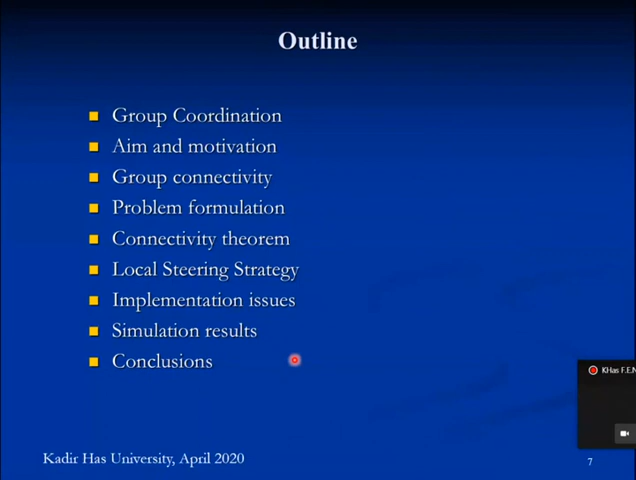 Outline
Group Coordination
Aim and motivation
Group connectivity
Problem formulation
Connectivity theorem
Local Steering Strategy
Implementation issues
Simulation results
Conclusions
KHas F.E.N
Kadir Has University, April 2020
7